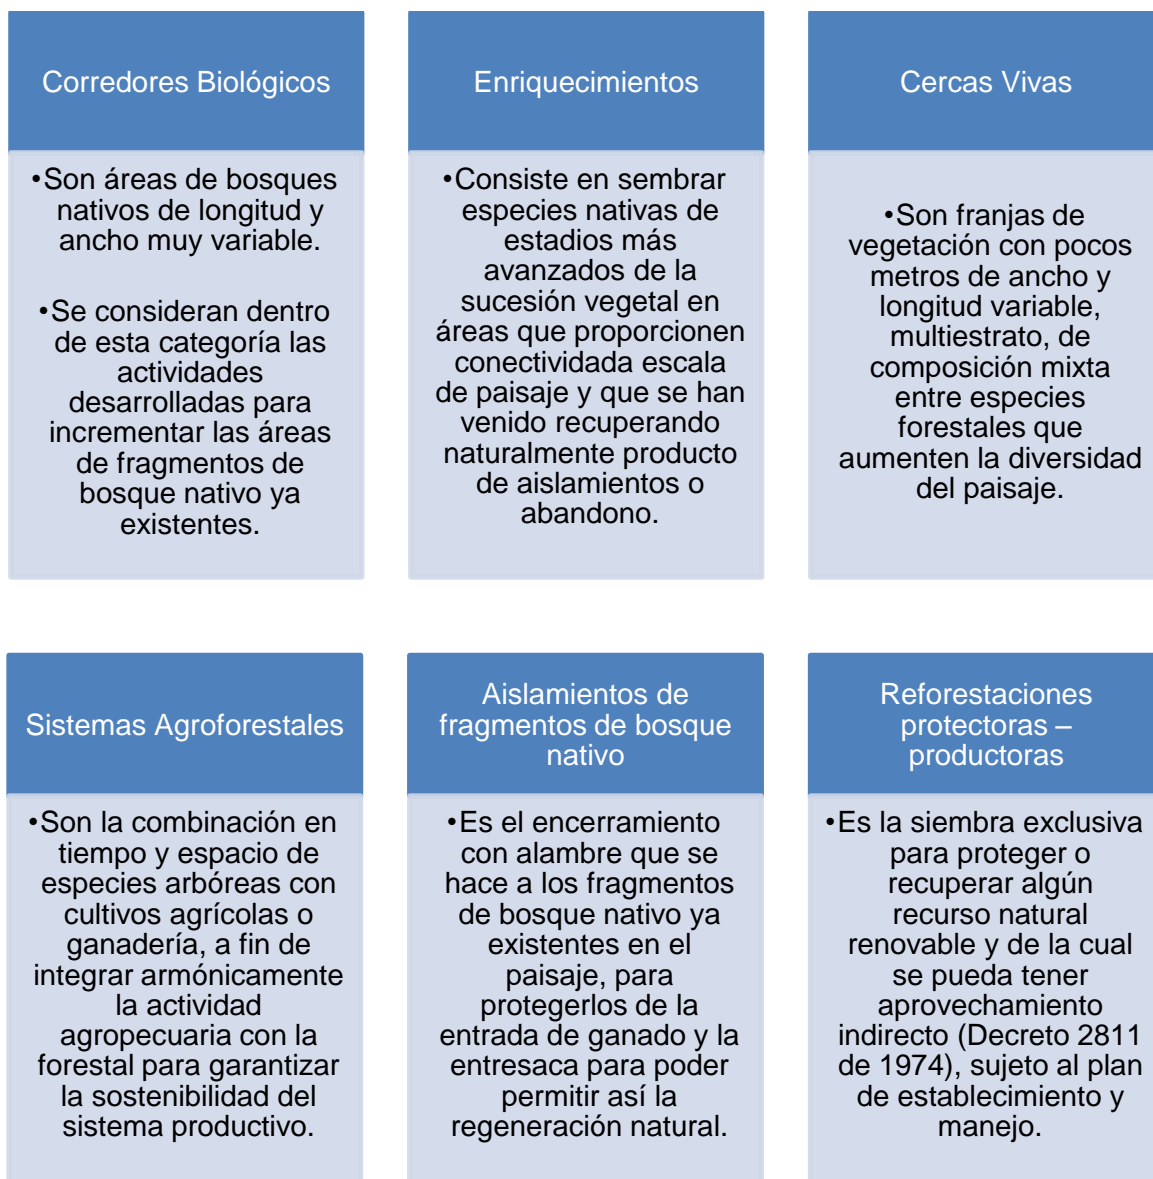 Corredores Biológicos
•Son áreas de bosques
nativos de longitud y
ancho muy variable.
•Se consideran dentro
de esta categoría las
actividades
desarrolladas para
incrementar las áreas
de fragmentos de
bosque nativo ya
existentes.
Enriquecimientos
•Consiste en sembrar
especies nativas de
estadios más
avanzados de la
sucesión vegetal en
áreas que proporcionen
conectividada escala
de paisaje y que se han
venido recuperando
naturalmente producto
de aislamientos o
abandono.
Cercas Vivas
•Son franjas de
vegetación con pocos
metros de ancho y
longitud variable,
multiestrato, de
composición mixta
entre especies
forestales que
aumenten la diversidad
del paisaje.
Sistemas Agroforestales
•Son la combinación en
tiempo y espacio de
especies arbóreas con
cultivos agrícolas o
ganadería, a fin de
integrar armónicamente
la actividad
agropecuaria con la
forestal para garantizar
la sostenibilidad del
sistema productivo.
Aislamientos de
fragmentos de bosque
nativo
•Es el encerramiento
con alambre que se
hace a los fragmentos
de bosque nativo ya
existentes en el
paisaje, para
protegerlos de la
entrada de ganado y la
entresaca para poder
permitir así la
regeneración natural.
Reforestaciones
protectoras –
productoras
•Es la siembra exclusiva
para proteger o
recuperar algún
recurso natural
renovable y de la cual
se pueda tener
aprovechamiento
indirecto (Decreto 2811
de 1974), sujeto al plan
de establecimiento y
manejo.